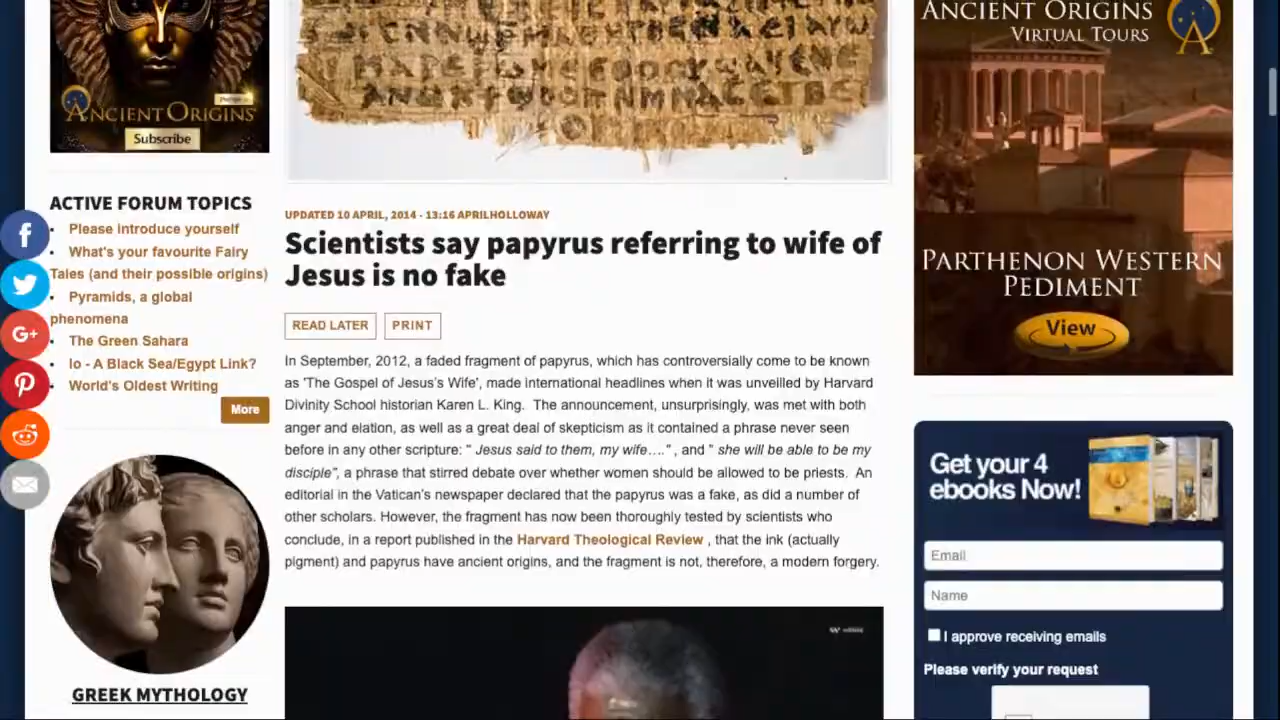 ANCIENT ORIGINS
Subscribe
ACTIVE FORUM TOPICS
Please introduce yourself
What's your favourite Fairy
Tales (and their possible origins)
Pyramids, a global
phenomena
The Green Sahara
Io - A Black Sea/Egypt Link?
World's Oldest Writing
More
GREEK MYTHOLOGY
UPDATED 10 APRIL, 2014 - 13:16 APRILHOLLOWAY
Scientists say papyrus referring to wife of
Jesus is no fake
READ LATER PRINT
In September, 2012, a faded fragment of papyrus, which has controversially come to be known
as 'The Gospel of Jesus's Wife', made international headlines when it was unveilled by Harvard
Divinity School historian Karen L. King.  The announcement, unsurprisingly, was met with both
anger and elation, as well as a great deal of skepticism as it contained a phrase never seen
before in any other scripture: " Jesus said to them, my wife…." , and " she will be able to be my
disciple", a phrase that stirred debate over whether women should be allowed to be priests.  An
editorial in the Vatican's newspaper declared that the papyrus was a fake, as did a number of
other scholars. However, the fragment has now been thoroughly tested by scientists who
conclude, in a report published in the Harvard Theological Review , that the ink (actually
pigment) and papyrus have ancient origins, and the fragment is not, therefore, a modern forgery.
ANCIENT ORIGINS
VIRTUAL TOURS
PARTHENON WESTERN
PEDIMENT
View
Get your 4
ebooks Now!
Email
Name
I approve receiving emails
Please verify your request